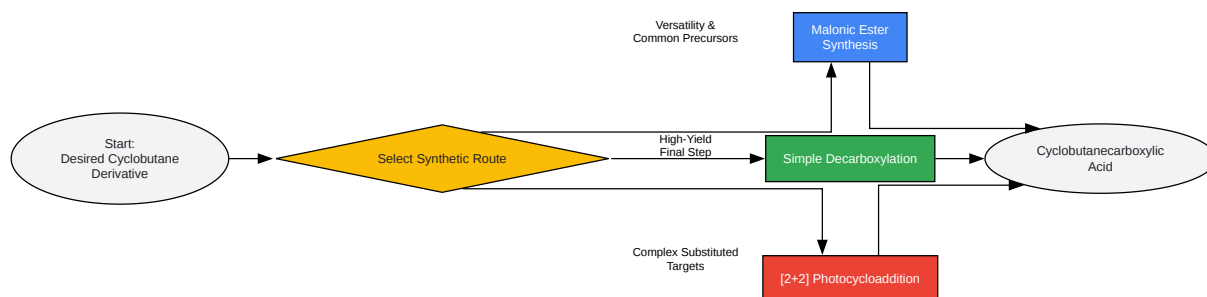 Start:
Desired Cyclobutane
Derivative
Select Synthetic Route
Versatility &
Common Precursors
Malonic Ester
Synthesis
High-Yield
Final Step
Simple Decarboxylation
Complex Substituted
Targets
[2+2] Photocycloaddition
Cyclobutanecarboxylic
Acid